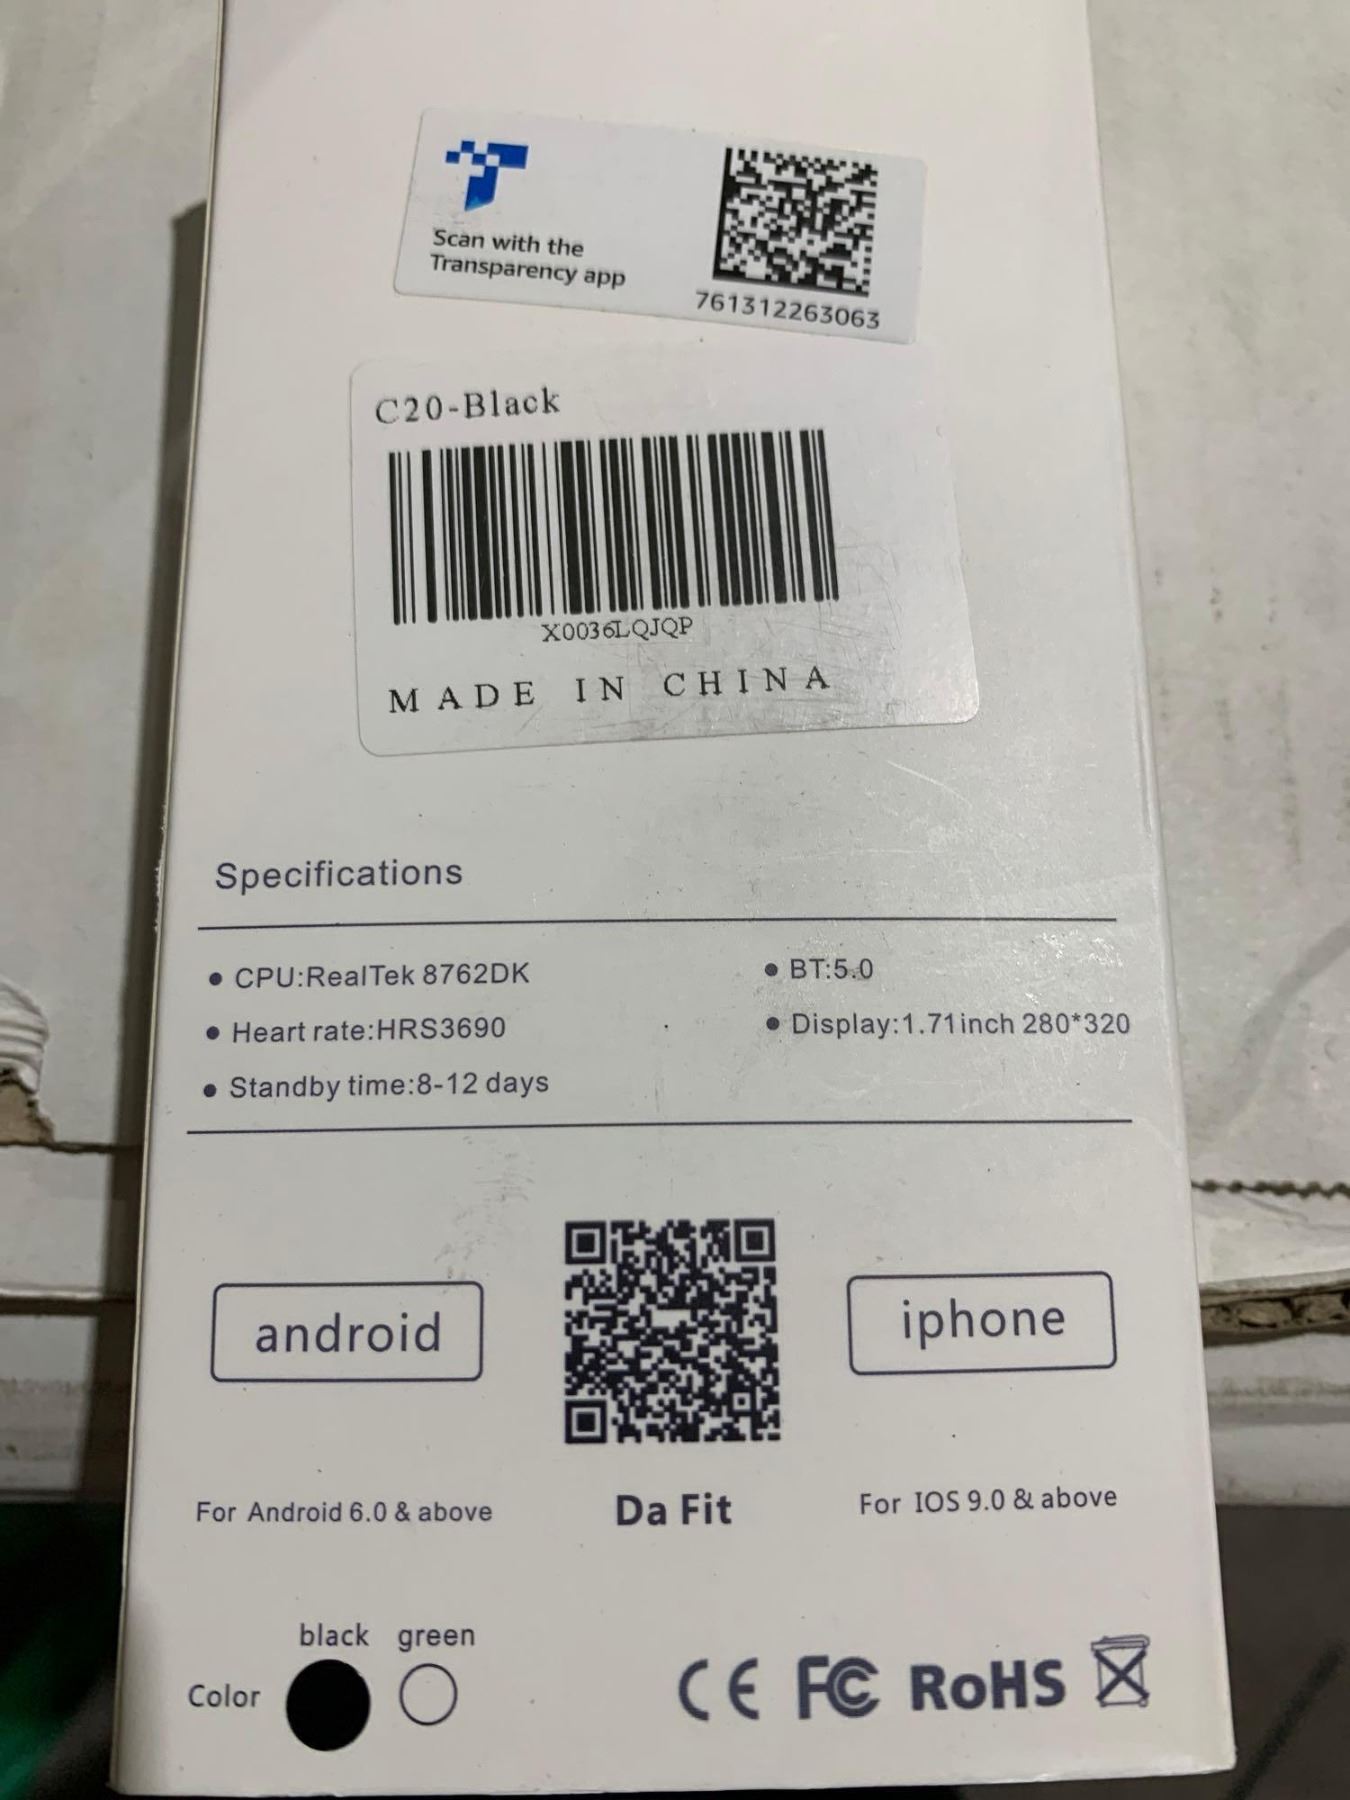 Scan with the
Transparency app
761312263063
C20-Black
X0036LQJQP
MADE IN CHINA
Specifications
• CPU:RealTek 8762DK
• BT:5.0
• Heart rate:HRS3690
• Display:1.71inch 280*320
• Standby time:8-12 days
android
iphone
For Android 6.0 & above
Da Fit
For IOS 9.0 & above
black green
Color
CE FC RoHS